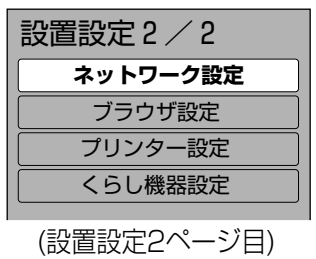 設置設定2／2
ネットワーク設定
ブラウザ設定
プリンター設定
くらし機器設定
(設置設定2ページ目)